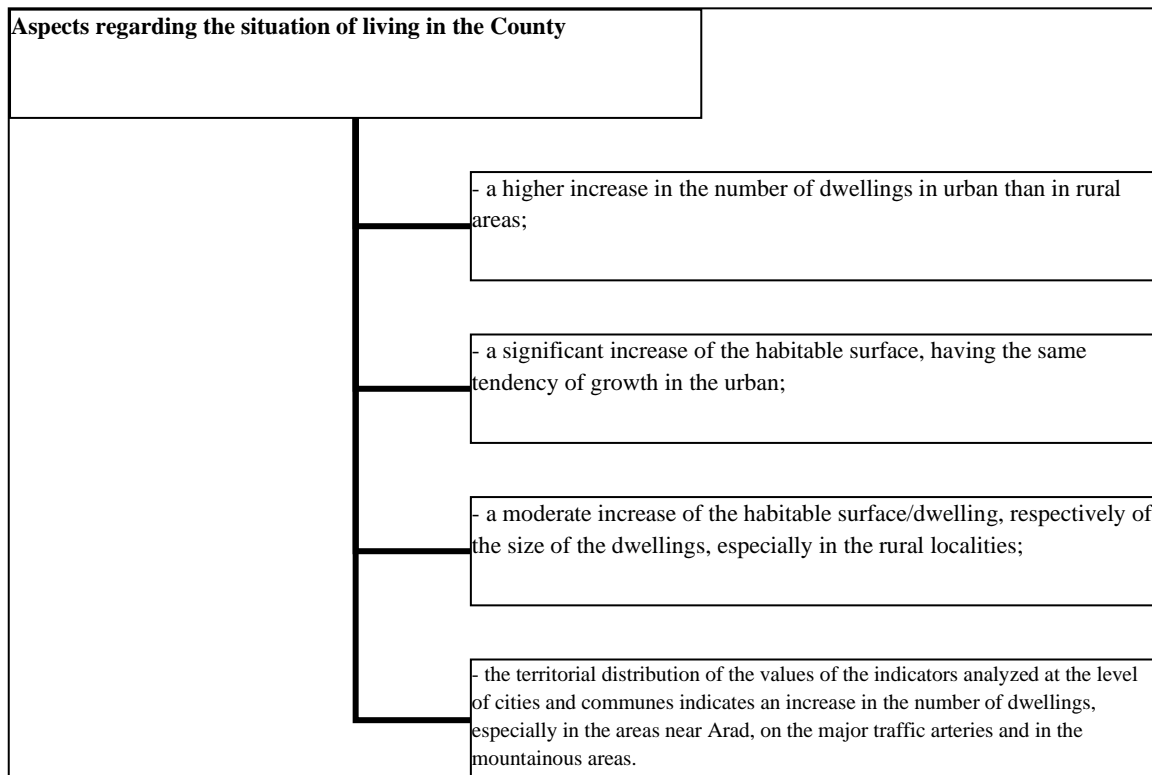 Aspects regarding the situation of living in the County
- a higher increase in the number of dwellings in urban than in rural
areas;
- a significant increase of the habitable surface, having the same
tendency of growth in the urban;
- a moderate increase of the habitable surface/dwelling, respectively of
the size of the dwellings, especially in the rural localities;
- the territorial distribution of the values of the indicators analyzed at the level
of cities and communes indicates an increase in the number of dwellings,
especially in the areas near Arad, on the major traffic arteries and in the
mountainous areas.